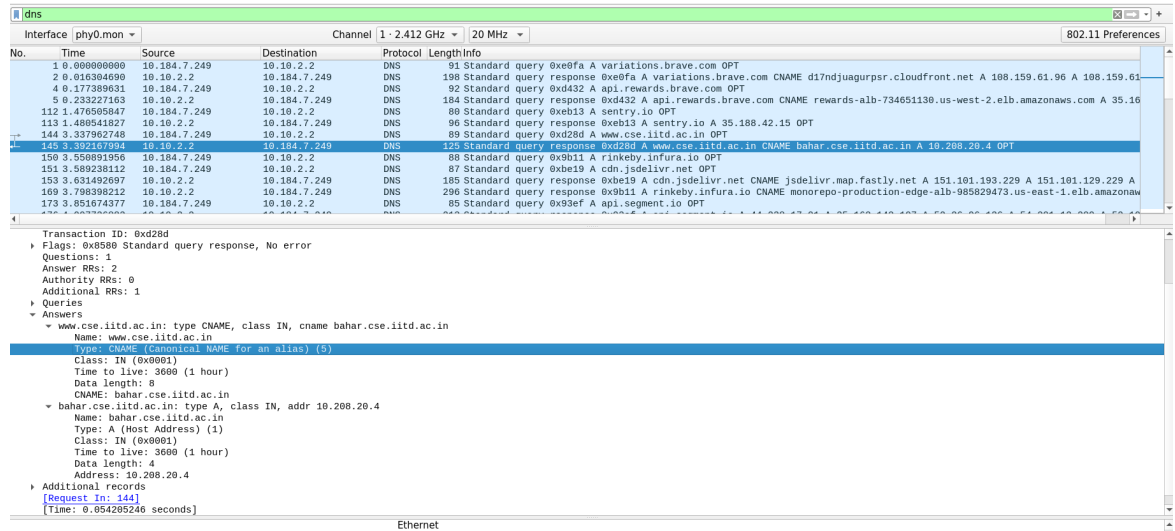 dns
Interface phy0.mon Channel 1 · 2.412 GHz 20 MHz 802.11 Preferences
No. Time Source Destination Protocol Length Info
1 0.000000000 10.184.7.249 10.10.2.2 DNS 91 Standard query 0xe0fa A variations.brave.com OPT
2 0.016304690 10.10.2.2 10.184.7.249 DNS 198 Standard query response 0xe0fa A variations.brave.com CNAME d17ndjuagurpsr.cloudfront.net A 108.159.61.96 A 108.159.61
4 0.177389631 10.184.7.249 10.10.2.2 DNS 92 Standard query 0xd432 A api.rewards.brave.com OPT
5 0.233227163 10.10.2.2 10.184.7.249 DNS 184 Standard query response 0xd432 A api.rewards.brave.com CNAME rewards-alb-734651130.us-west-2.elb.amazonaws.com A 35.16
112 1.476505847 10.184.7.249 10.10.2.2 DNS 80 Standard query 0xeb13 A sentry.io OPT
113 1.480541827 10.10.2.2 10.184.7.249 DNS 96 Standard query response 0xeb13 A sentry.io A 35.188.42.15 OPT
144 3.337962748 10.184.7.249 10.10.2.2 DNS 89 Standard query 0xd28d A www.cse.iitd.ac.in OPT
145 3.392167994 10.10.2.2 10.184.7.249 DNS 125 Standard query response 0xd28d A www.cse.iitd.ac.in CNAME bahar.cse.iitd.ac.in A 10.208.20.4 OPT
150 3.550891956 10.184.7.249 10.10.2.2 DNS 88 Standard query 0x9b11 A rinkeby.infura.io OPT
151 3.589238112 10.184.7.249 10.10.2.2 DNS 87 Standard query 0xbe19 A cdn.jsdelivr.net OPT
153 3.631492697 10.10.2.2 10.184.7.249 DNS 185 Standard query response 0xbe19 A cdn.jsdelivr.net CNAME jsdelivr.map.fastly.net A 151.101.193.229 A 151.101.129.229 A
169 3.798398212 10.10.2.2 10.184.7.249 DNS 296 Standard query response 0x9b11 A rinkeby.infura.io CNAME monorepo-production-edge-alb-985829473.us-east-1.elb.amazonaw
173 3.851674377 10.184.7.249 10.10.2.2 DNS 85 Standard query 0x93ef A api.segment.io OPT
Transaction ID: 0xd28d
Flags: 0x8580 Standard query response, No error
Questions: 1
Answer RRs: 2
Authority RRs: 0
Additional RRs: 1
Queries
Answers
www.cse.iitd.ac.in: type CNAME, class IN, cname bahar.cse.iitd.ac.in
Name: www.cse.iitd.ac.in
Type: CNAME (Canonical NAME for an alias) (5)
Class: IN (0x0001)
Time to live: 3600 (1 hour)
Data length: 8
CNAME: bahar.cse.iitd.ac.in
bahar.cse.iitd.ac.in: type A, class IN, addr 10.208.20.4
Name: bahar.cse.iitd.ac.in
Type: A (Host Address) (1)
Class: IN (0x0001)
Time to live: 3600 (1 hour)
Data length: 4
Address: 10.208.20.4
Additional records
[Request In: 144]
[Time: 0.054205246 seconds]
Ethernet